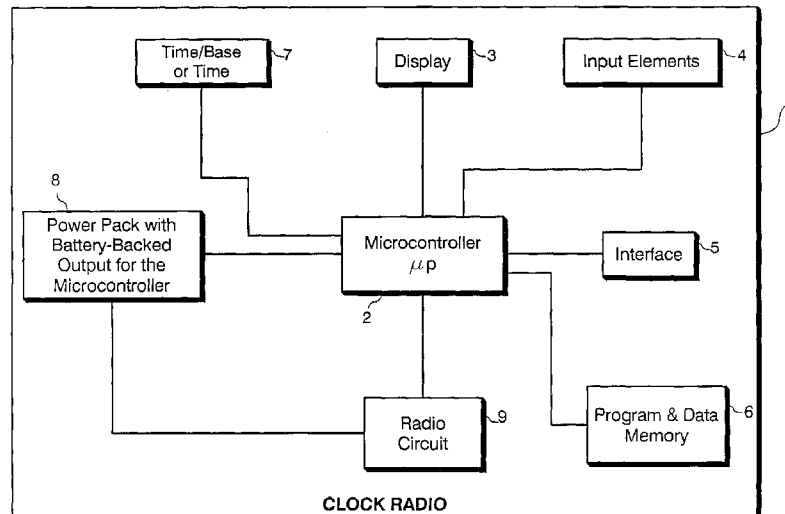 Time/Base
or Time
7
Display
3
Input Elements
4
8
Power Pack with
Battery-Backed
Output for the
Microcontroller
Microcontroller
μp
2
Interface
5
Radio
Circuit
9
Program & Data
Memory
6
CLOCK RADIO